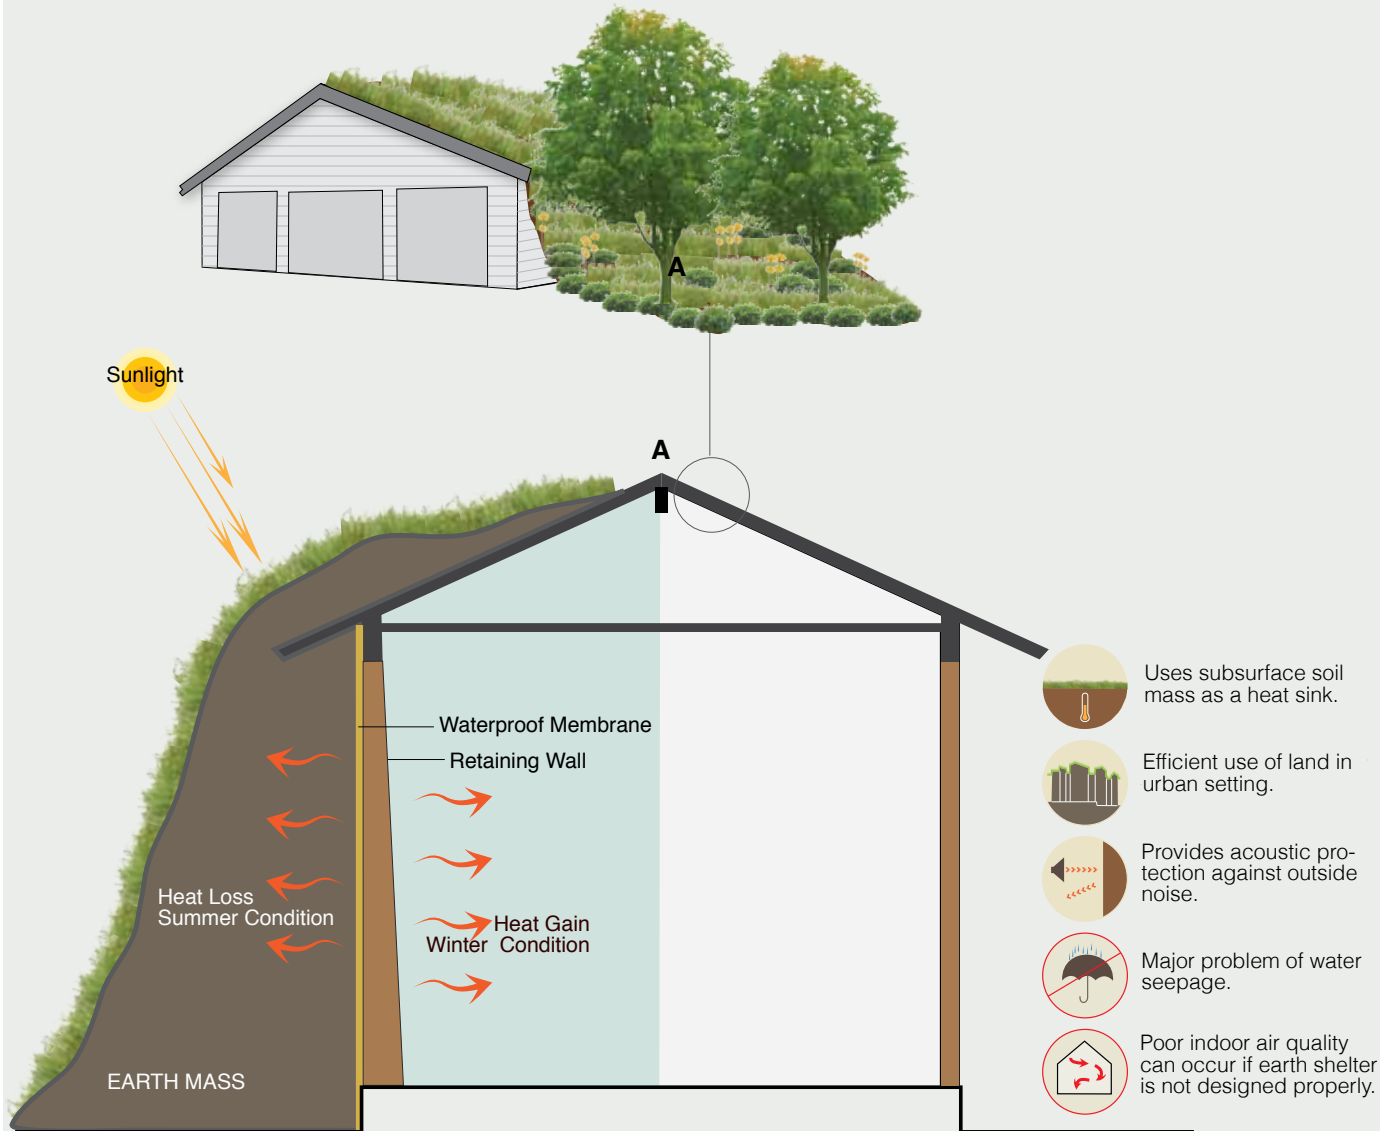 A
Sunlight
A
Waterproof Membrane
Retaining Wall
Heat Loss
Summer Condition
Heat Gain
Winter Condition
EARTH MASS
Uses subsurface soil
mass as a heat sink.
Efficient use of land in
urban setting.
Provides acoustic pro-
tection against outside
noise.
Major problem of water
seepage.
Poor indoor air quality
can occur if earth shelter
is not designed properly.